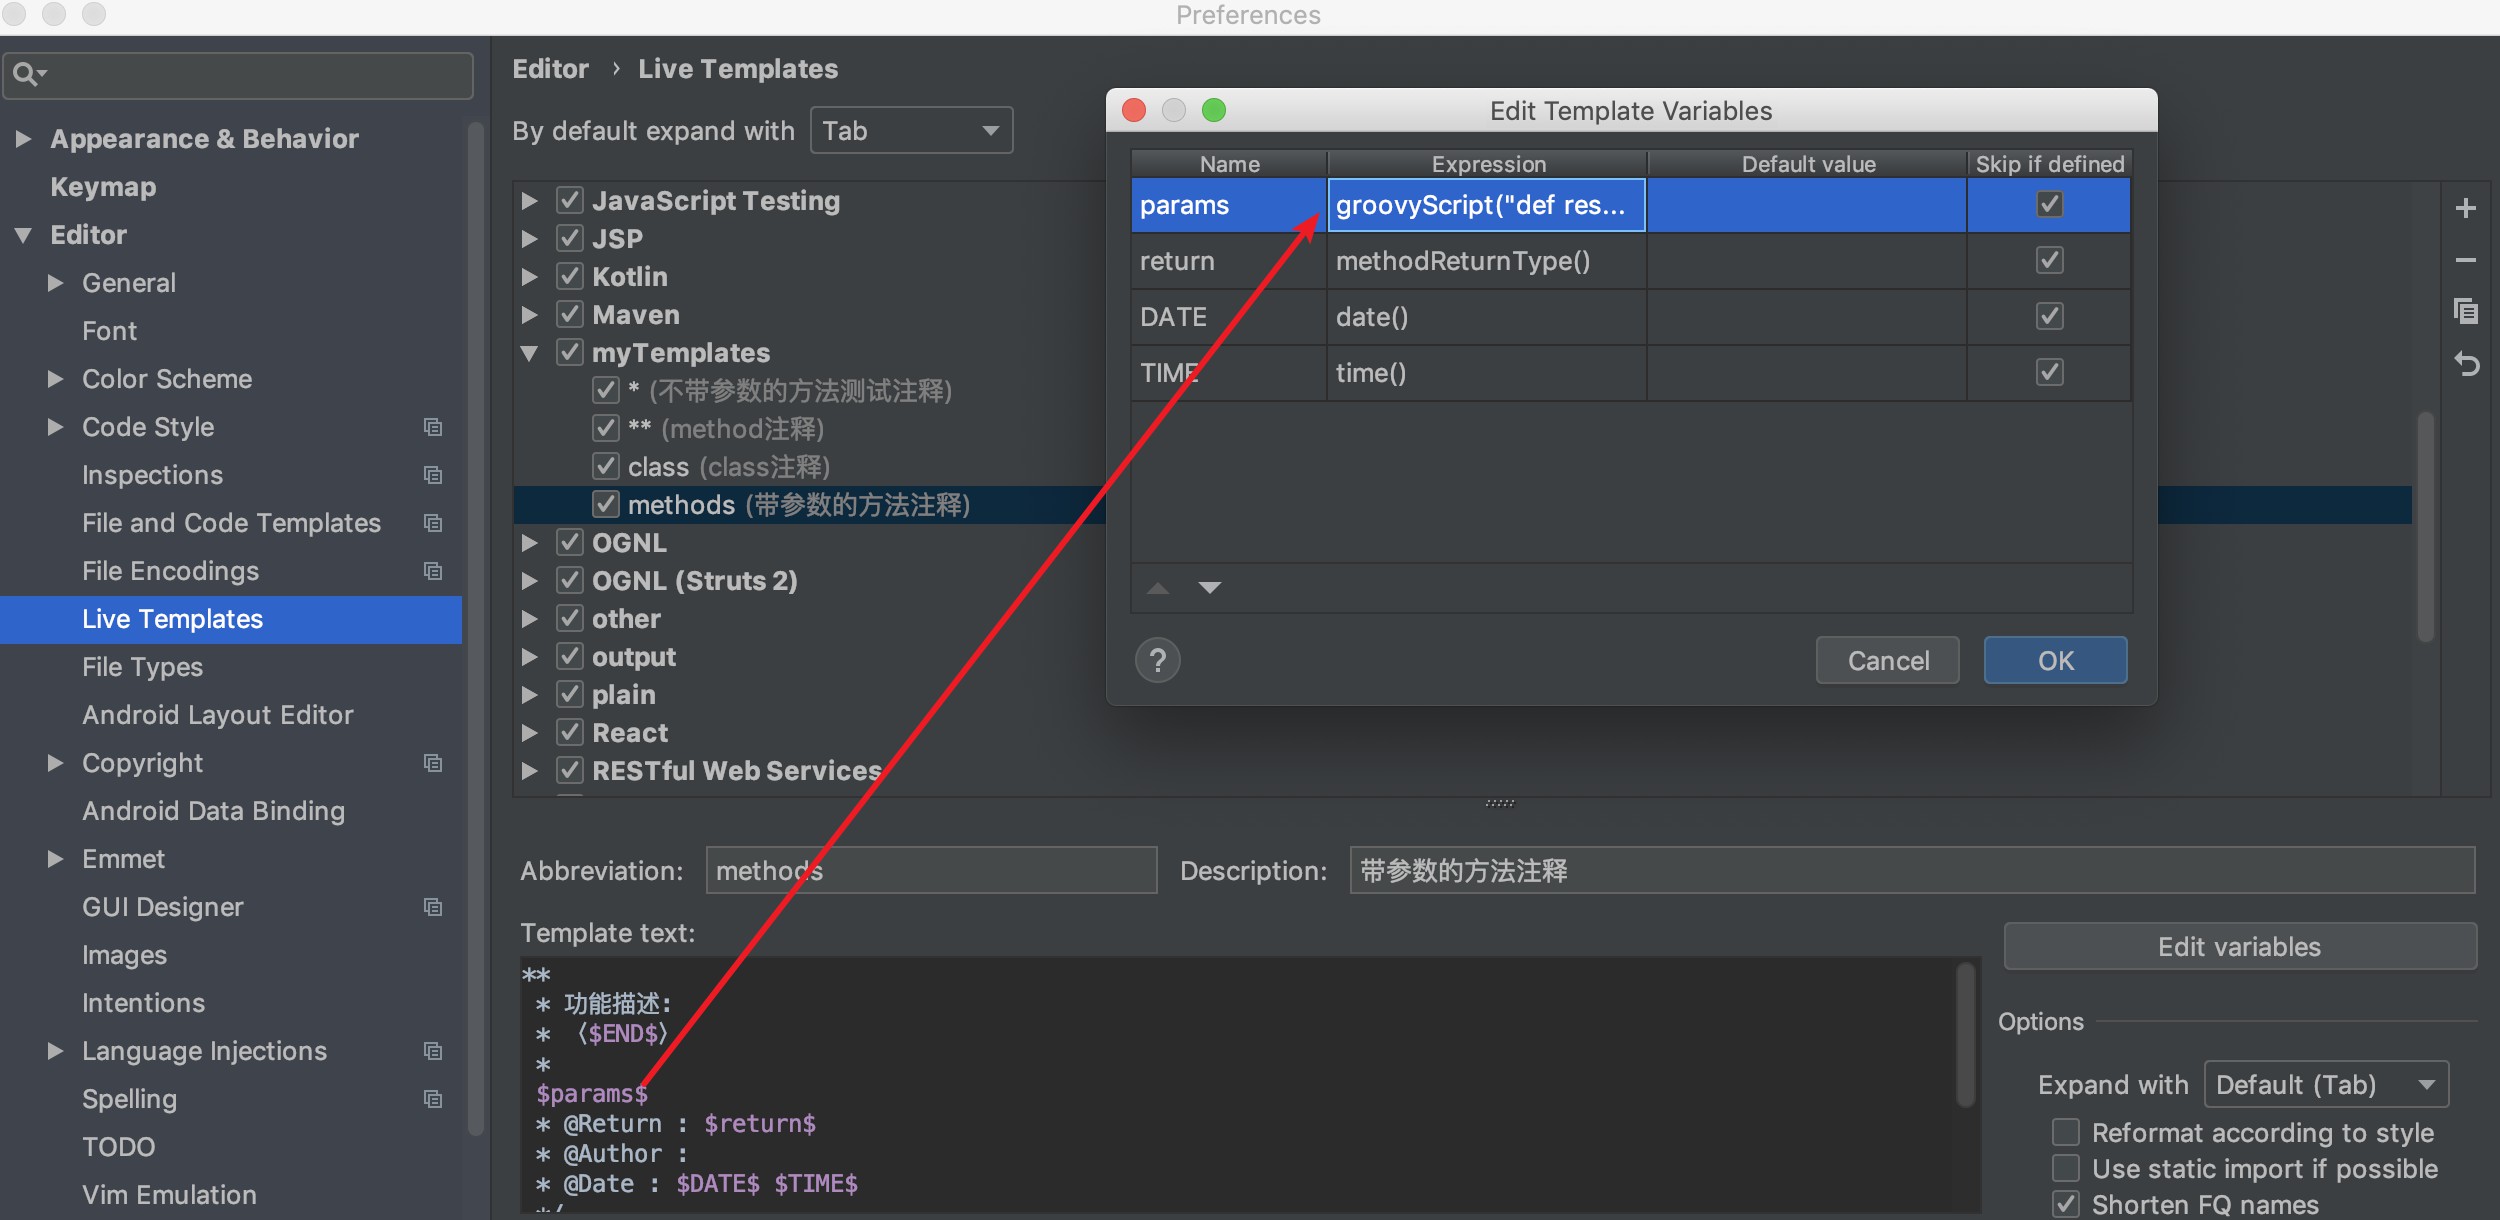 Preferences
Appearance & Behavior
Keymap
Editor
General
Font
Color Scheme
Code Style
Inspections
File and Code Templates
File Encodings
Live Templates
File Types
Android Layout Editor
Copyright
Android Data Binding
Emmet
GUI Designer
Images
Intentions
Language Injections
Spelling
TODO
Vim Emulation
Editor › Live Templates
By default expand with Tab
JavaScript Testing
JSP
Kotlin
Maven
myTemplates
* (不带参数的方法测试注释)
** (method注释)
class (class注释)
methods (带参数的方法注释)
OGNL
OGNL (Struts 2)
other
output
plain
React
RESTful Web Services
Edit Template Variables
Name Expression Default value Skip if defined
params groovyScript("def res...
return methodReturnType()
DATE date()
TIME time()
?
Cancel OK
Abbreviation: methods Description: 带参数的方法注释
Template text:
**
* 功能描述:
* 〈$END$〉
*
$params$
* @Return : $return$
* @Author :
* @Date : $DATE$ $TIME$
*/
Edit variables
Options
Expand with Default (Tab)
Reformat according to style
Use static import if possible
Shorten FQ names